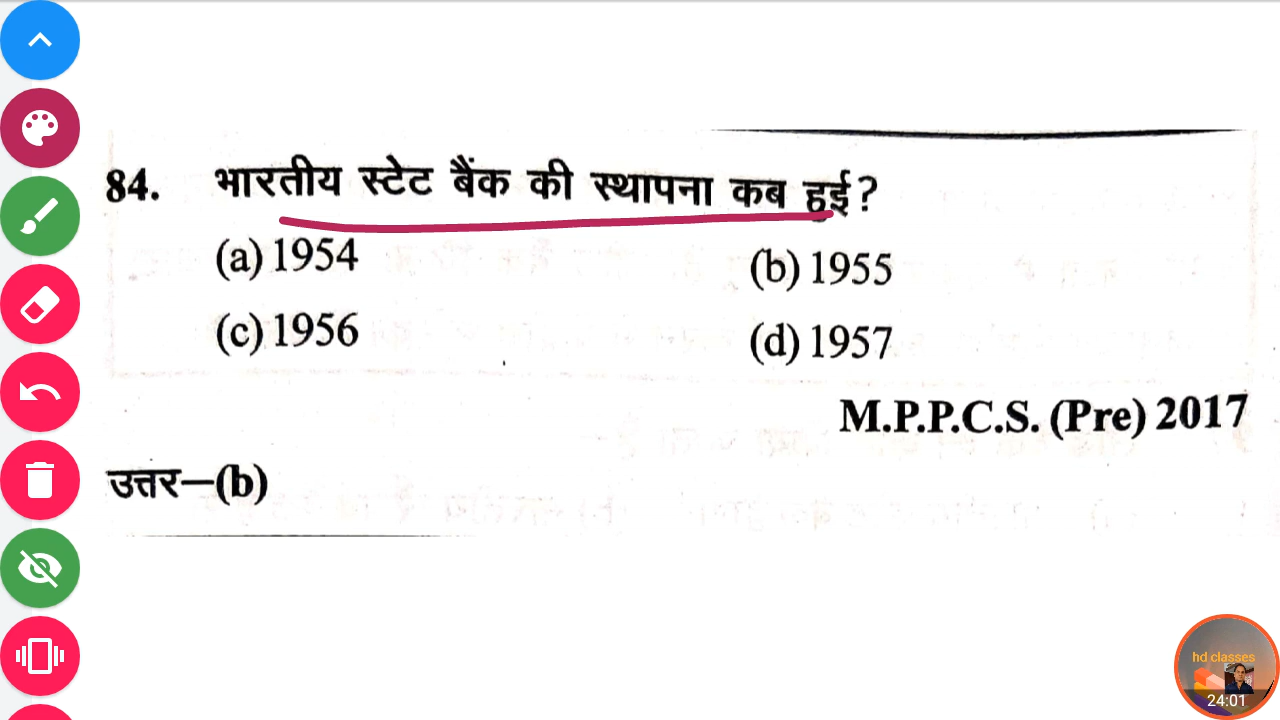 84. भारतीय स्टेट बैंक की स्थापना कब हुई?
(a) 1954 (b) 1955
(c) 1956 (d) 1957
M.P.P.C.S. (Pre) 2017
उत्तर–(b)
hd classes
24:01